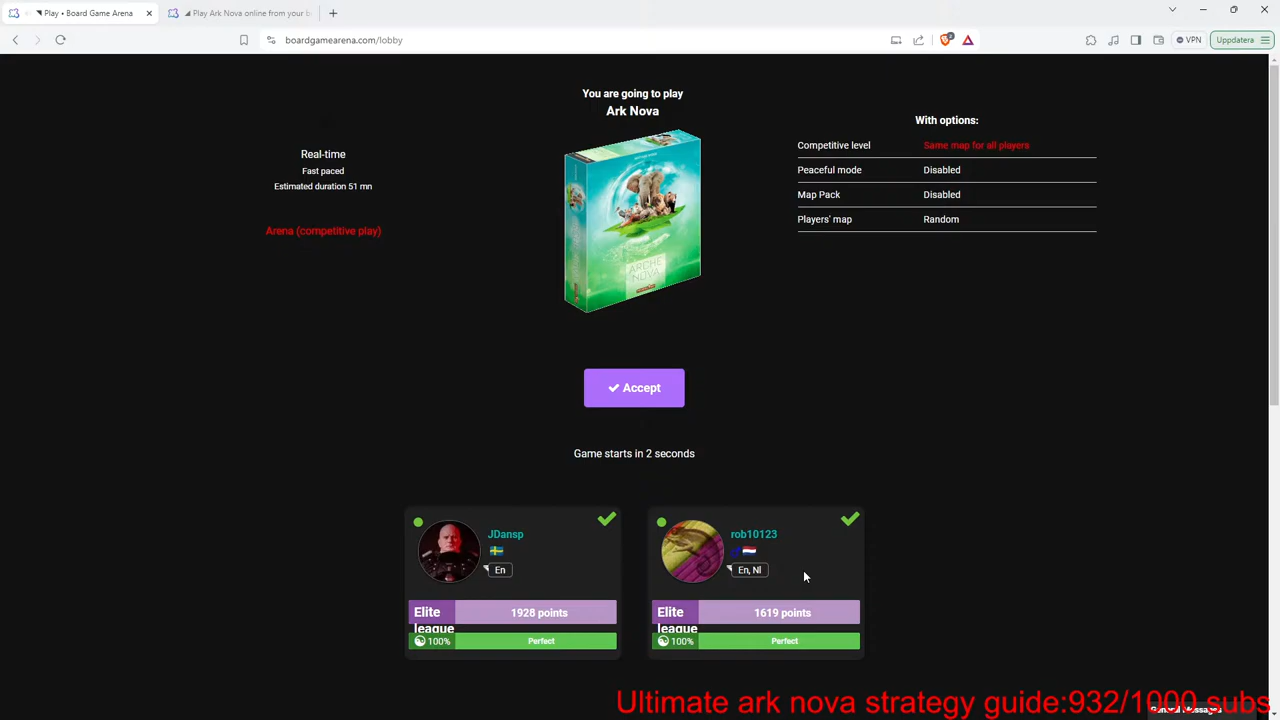 Play • Board Game Arena
Play Ark Nova online from your b
boardgamearena.com/lobby
VPN
Uppdatera
You are going to play
Ark Nova
With options:
Real-time
Fast paced
Estimated duration 51 mn
Arena (competitive play)
Competitive level Same map for all players
Peaceful mode Disabled
Map Pack Disabled
Players' map Random
ARCHE
NOVA
Accept
Game starts in 2 seconds
JDansp
En
Elite
league
1928 points
100% Perfect
rob10123
En, Nl
Elite
league
1619 points
100% Perfect
Ultimate ark nova strategy guide:932/1000 subs
General Messages